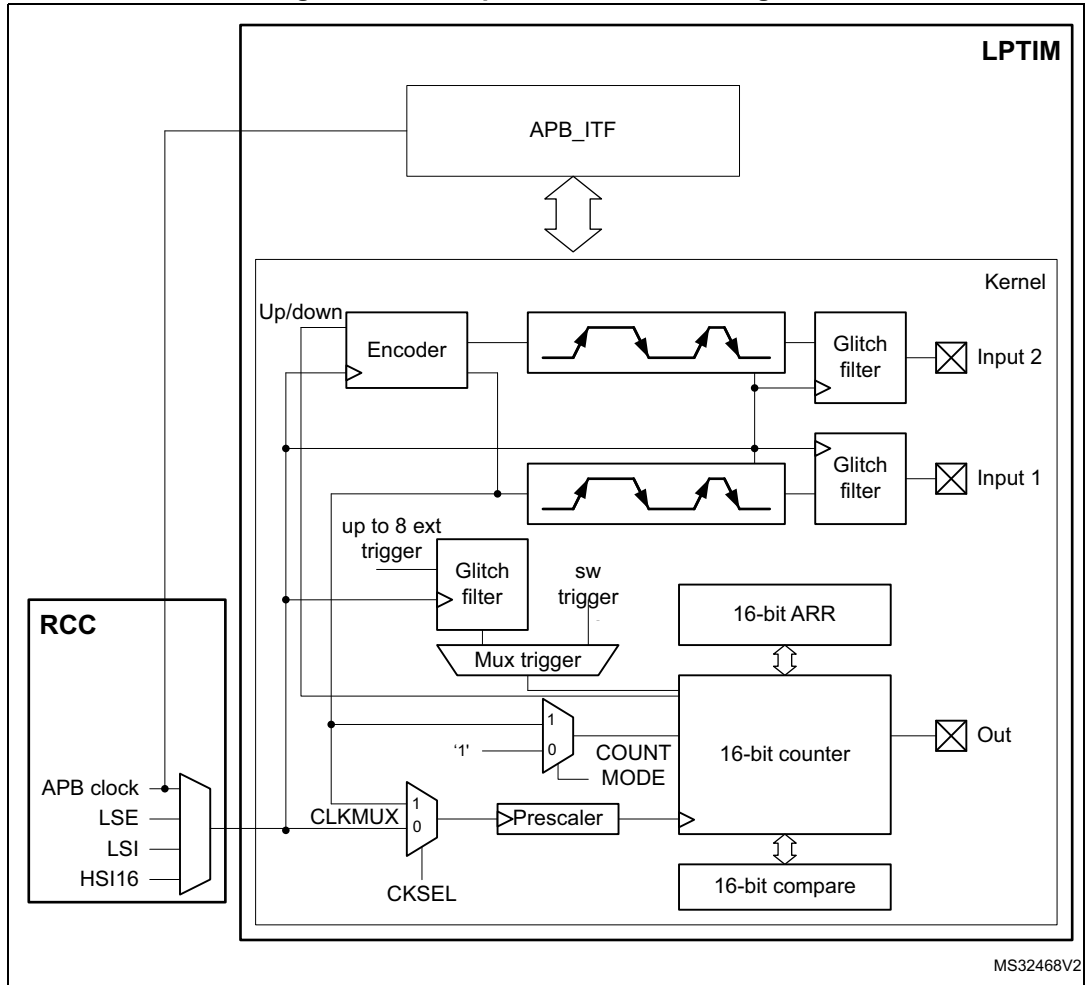 LPTIM
APB_ITF
Kernel
Up/down
Encoder
Glitch
filter
Input 2
Glitch
filter
Input 1
up to 8 ext
trigger
Glitch
filter
sw
trigger
16-bit ARR
RCC
Mux trigger
1
0
'1'
COUNT
MODE
16-bit counter
Out
APB clock
LSE
LSI
HSI16
CLKMUX
1
0
Prescaler
CKSEL
16-bit compare
MS32468V2